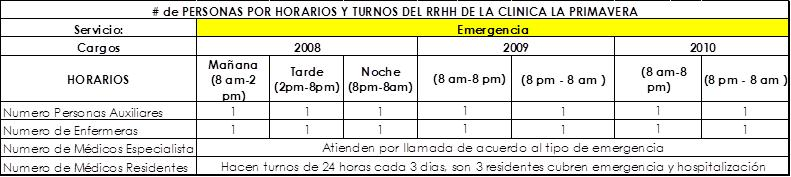 # de PERSONAS POR HORARIOS Y TURNOS DEL RRHH DE LA CLINICA LA PRIMAVERA
Servicio: Emergencia
Cargos 2008 2009 2010
HORARIOS Mañana (8 am-2 pm) Tarde (2pm-8pm) Noche (8pm-8am) (8 am-8 pm) (8 pm - 8 am ) (8 am-8 pm) (8 pm - 8 am )
Numero Personas Auxiliares 1 1 1 1 1 1 1
Numero de Enfermeras 1 1 1 1 1 1 1
Numero de Médicos Especialista Atienden por llamada de acuerdo al tipo de emergencia
Numero de Médicos Residentes Hacen turnos de 24 horas cada 3 dias, son 3 residentes cubren emergencia y hospitalización